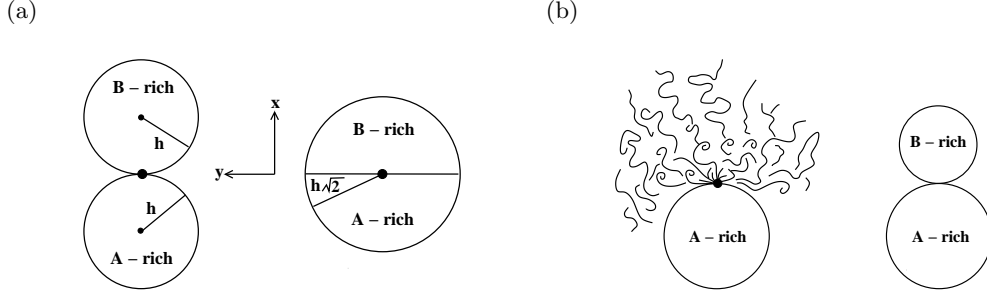 (a)
(b)
B – rich
h
x
y
h
A – rich
B – rich
h√2
A – rich
A – rich
B – rich
A – rich